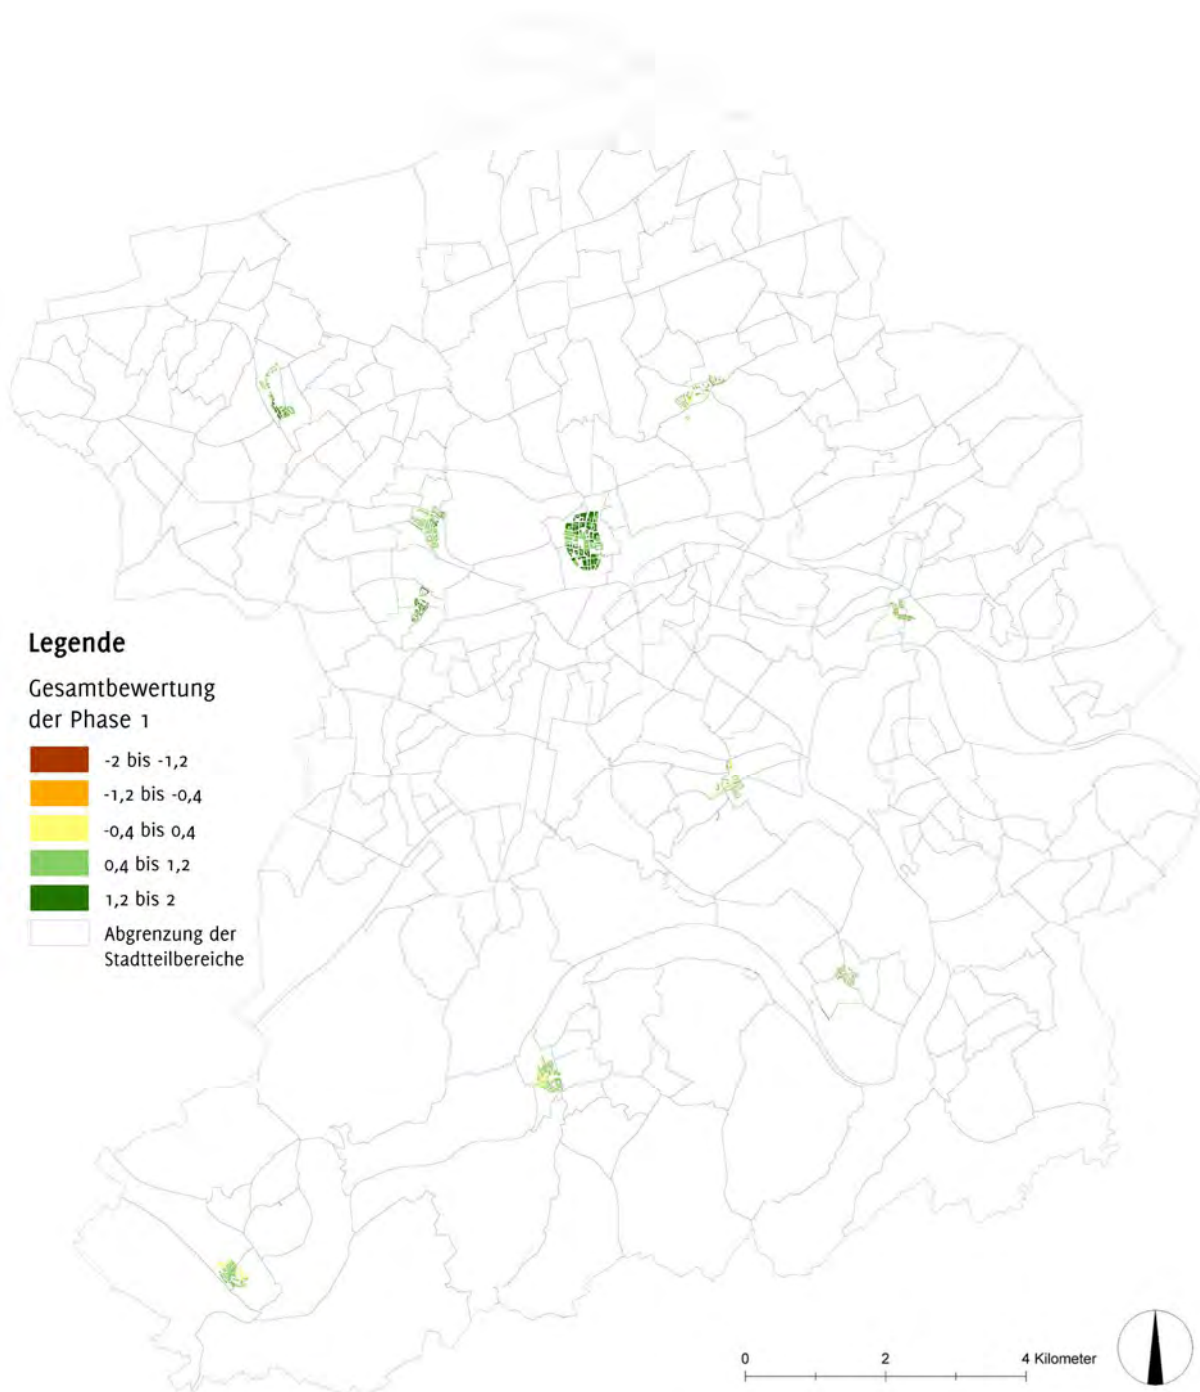 Legende
Gesamtbewertung
der Phase 1
-2 bis -1,2
-1,2 bis -0,4
-0,4 bis 0,4
0,4 bis 1,2
1,2 bis 2
Abgrenzung der
Stadtteilbereiche
0 2 4 Kilometer